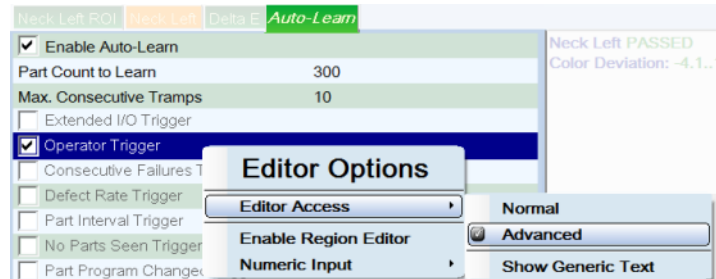 Neck Left ROI Neck Left Delta E Auto-Learn
Enable Auto-Learn
Part Count to Learn 300
Max. Consecutive Tramps 10
Extended I/O Trigger
Operator Trigger
Consecutive Failures T
Defect Rate Trigger
Part Interval Trigger
No Parts Seen Trigger
Part Program Changed
Neck Left PASSED
Color Deviation: -4.1..
Editor Options
Editor Access
Enable Region Editor
Numeric Input
Normal
Advanced
Show Generic Text